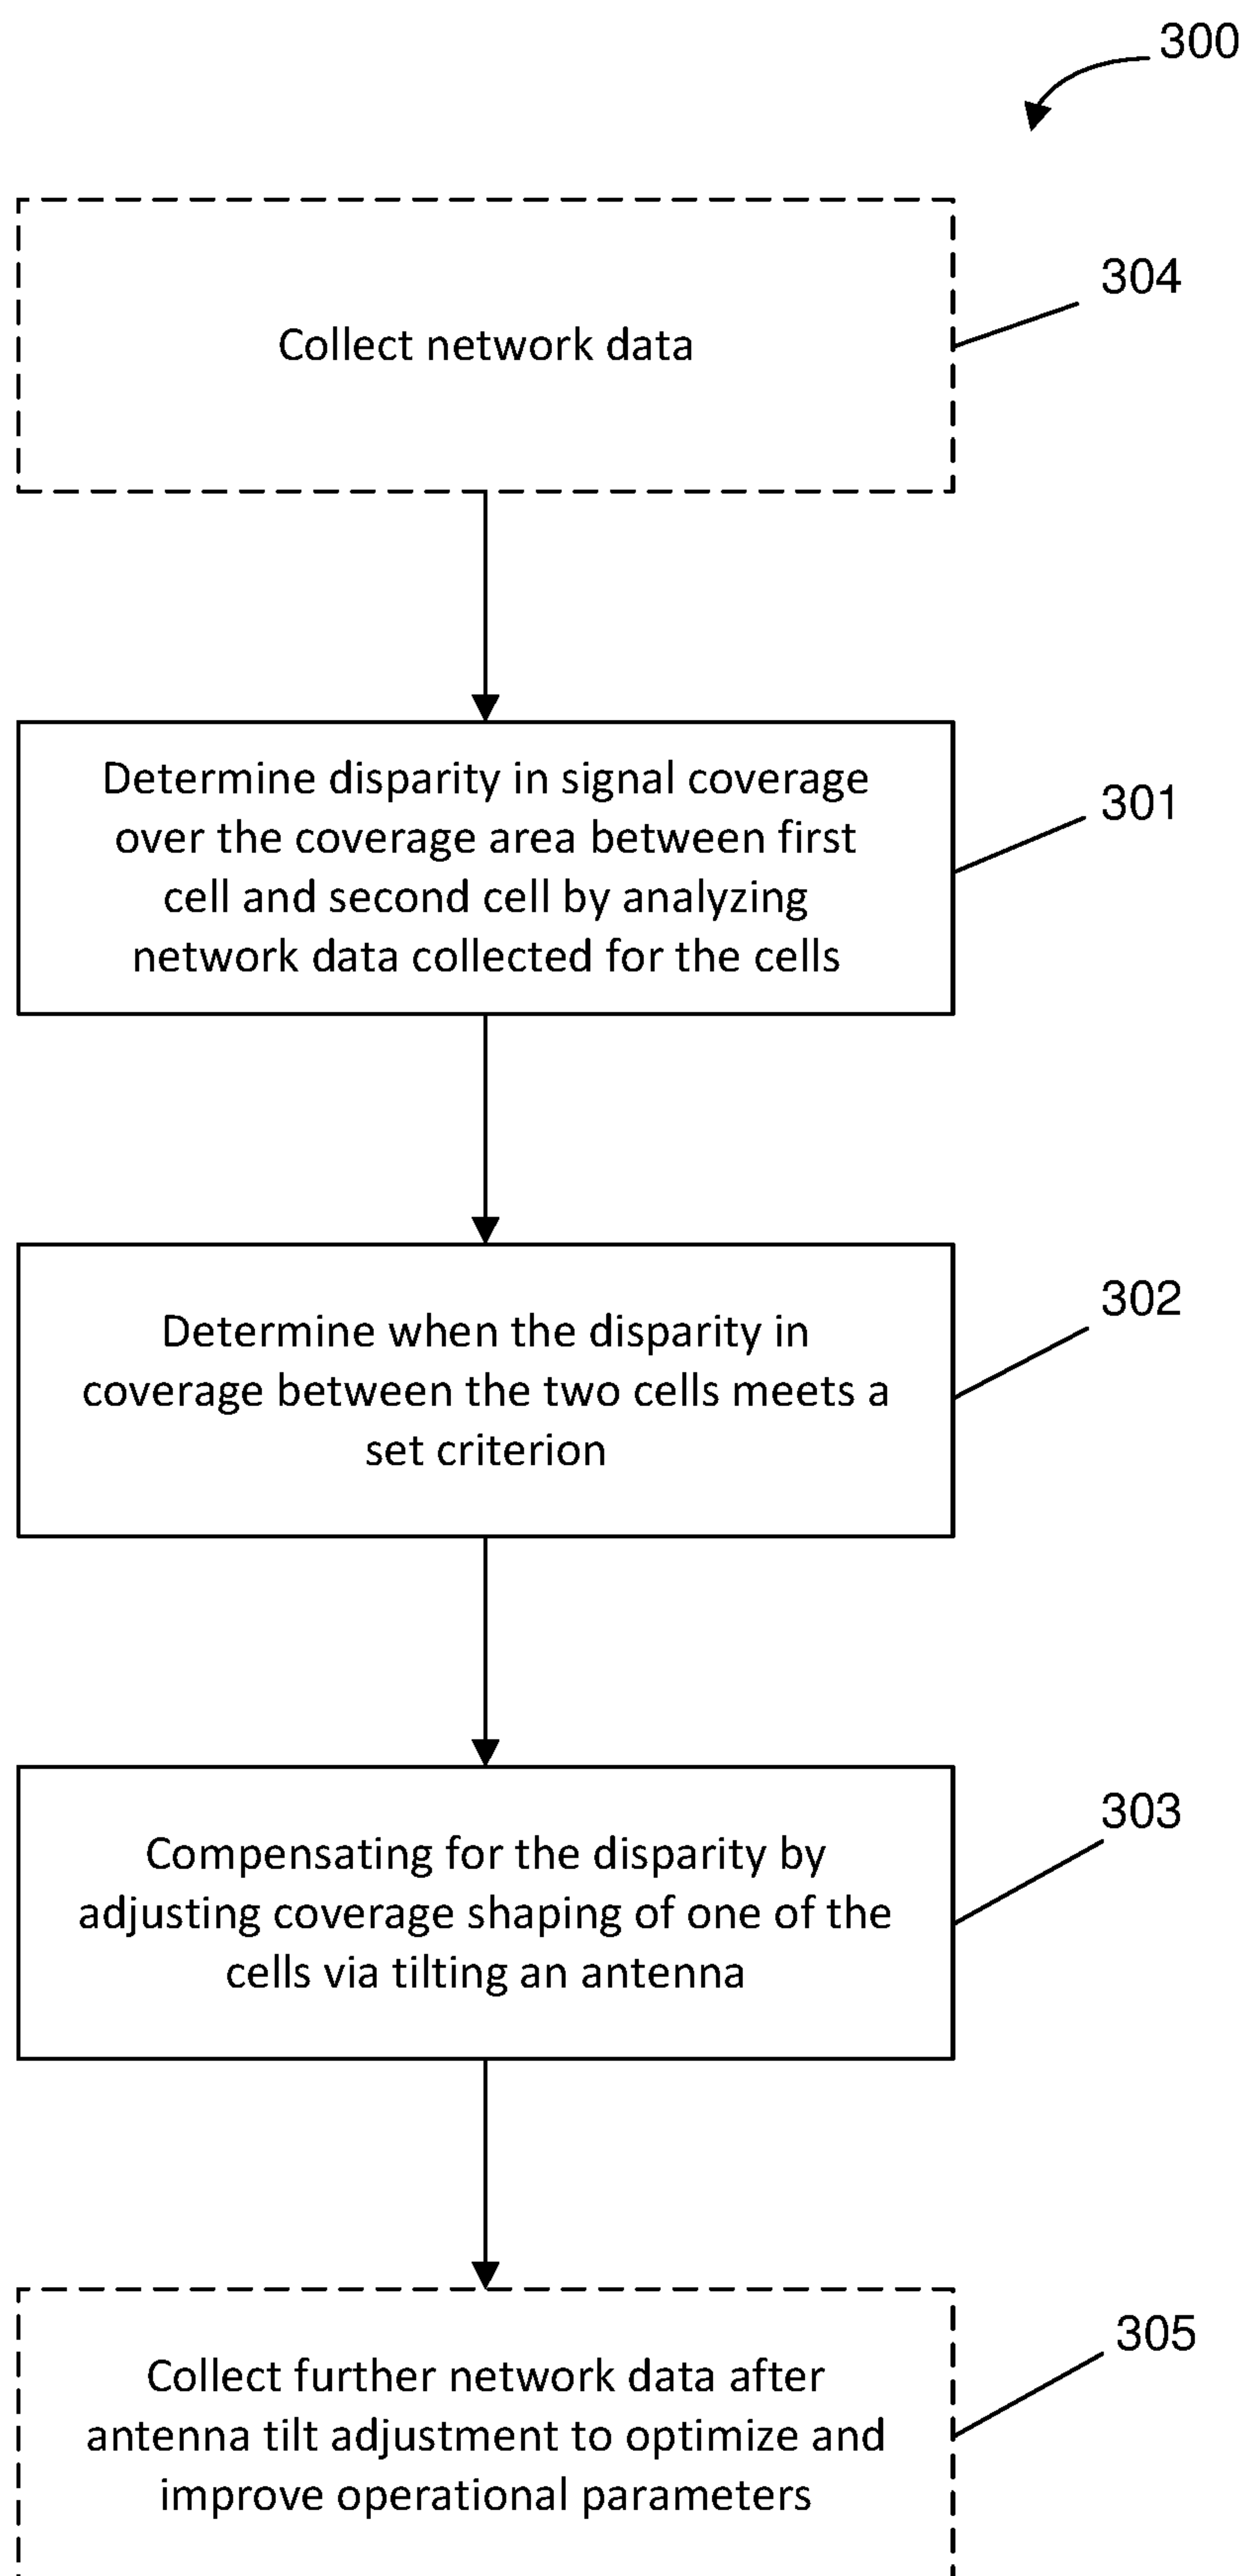 300
Collect network data
304
Determine disparity in signal coverage
over the coverage area between first
cell and second cell by analyzing
network data collected for the cells
301
Determine when the disparity in
coverage between the two cells meets a
set criterion
302
Compensating for the disparity by
adjusting coverage shaping of one of the
cells via tilting an antenna
303
Collect further network data after
antenna tilt adjustment to optimize and
improve operational parameters
305